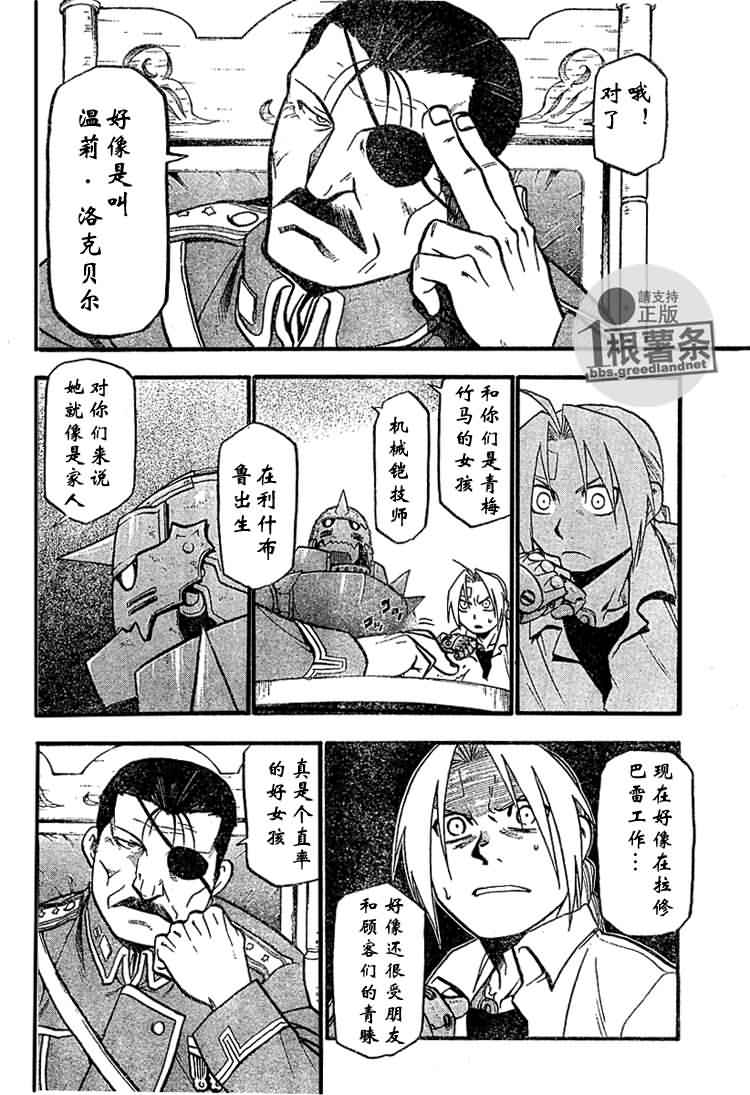 哦！
对了
好像是叫
温莉·洛克贝尔
請支持
正版
1根薯条
bbs.greedland.net
和你们是青梅
竹马的女孩
机械铠技师
在利什布
鲁出生
对你们来说
她就像是家人
现在好像在拉修
巴雷工作…
好像还很受朋友
和顾客们的青睐
真是个直率
的好女孩